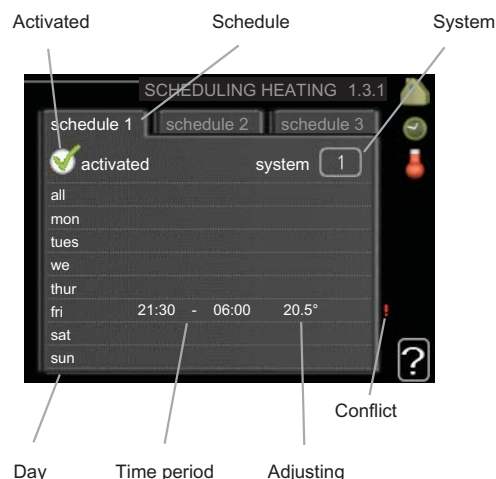 Activated Schedule System
SCHEDULING HEATING 1.3.1
schedule 1 schedule 2 schedule 3
activated system 1
all
mon
tues
we
thur
fri 21:30 - 06:00 20.5° !
sat
sun
?
Conflict
Day Time period Adjusting